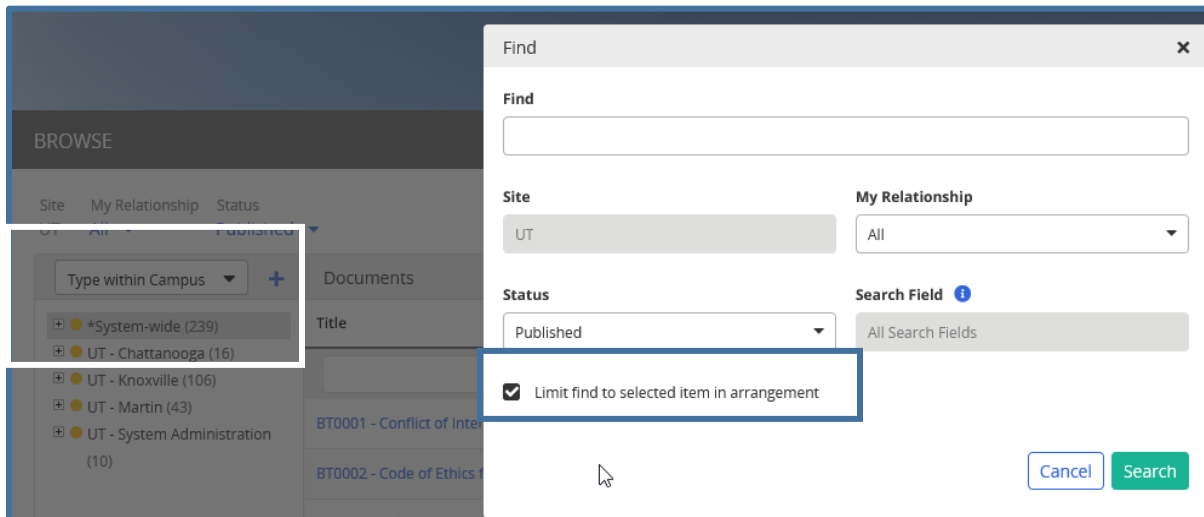 BROWSE
Site My Relationship Status
UT All Published
Type within Campus +
Documents
*System-wide (239)
UT - Chattanooga (16)
UT - Knoxville (106)
UT - Martin (43)
UT - System Administration
(10)
Title
BT0001 - Conflict of Inter
BT0002 - Code of Ethics f
Find
Find
Site My Relationship
UT All
Status Search Field
Published All Search Fields
Limit find to selected item in arrangement
Cancel Search